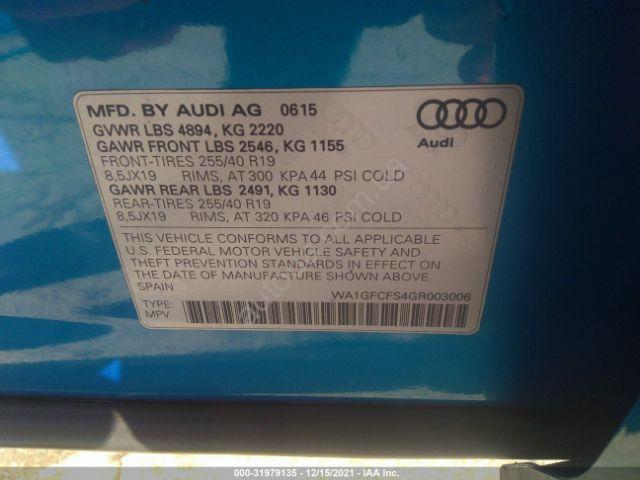 MFD. BY AUDI AG 0615
GVWR LBS 4894, KG 2220
GAWR FRONT LBS 2546, KG 1155
FRONT-TIRES 255/40 R19
8,5JX19 RIMS, AT 300 KPA 44 PSI COLD
GAWR REAR LBS 2491, KG 1130
REAR-TIRES 255/40 R19
8,5JX19 RIMS, AT 320 KPA 46 PSI COLD
Audi
THIS VEHICLE CONFORMS TO ALL APPLICABLE
U.S. FEDERAL MOTOR VEHICLE SAFETY AND
THEFT PREVENTION STANDARDS IN EFFECT ON
THE DATE OF MANUFACTURE SHOWN ABOVE.
SPAIN
WA1GFCFS4GR003006
TYPE:
MPV
000-31979135 - 12/15/2021 - IAA Inc.